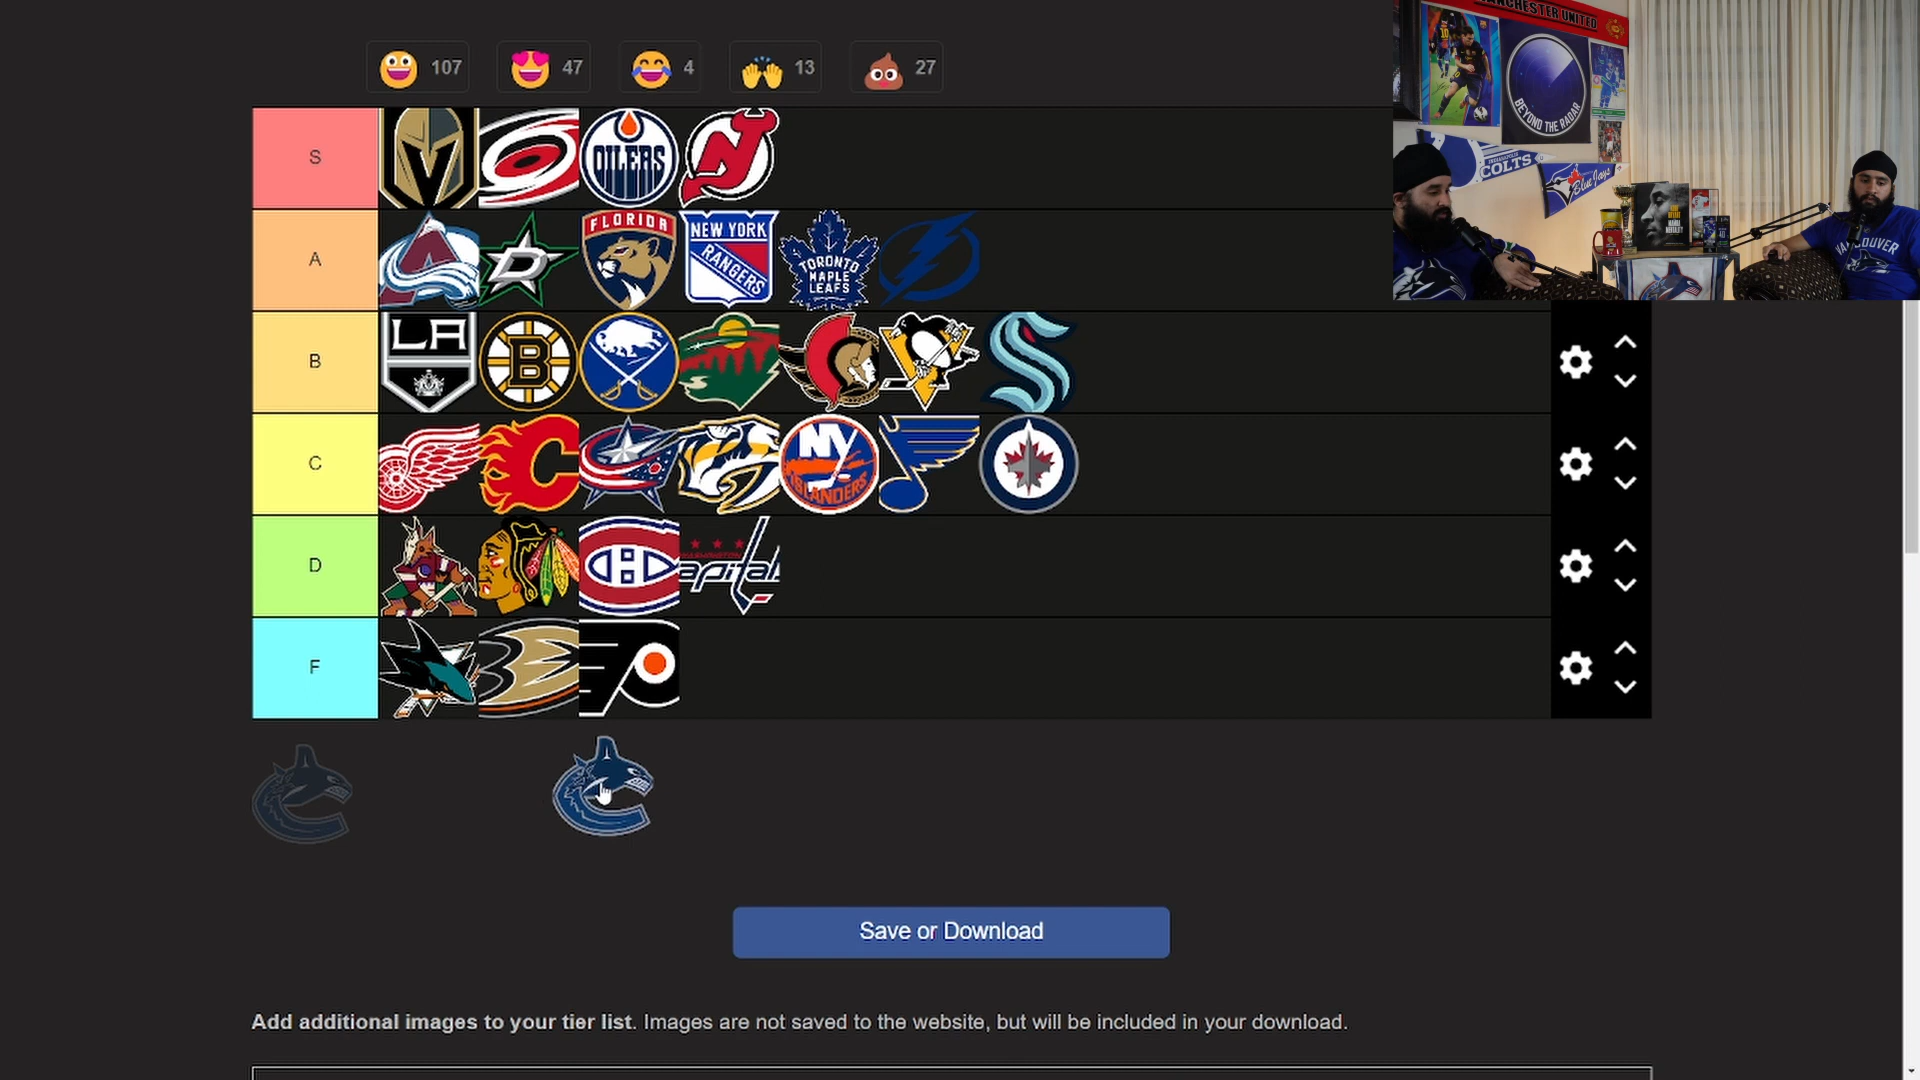 107 47 4 13 27
MANCHESTER UNITED
BEYOND THE RADAR
INDIANAPOLIS
COLTS
Blue Jays
VANCOUVER
S
OILERS
A
FLORIDA
NEW YORK
RANGERS
TORONTO
MAPLE
LEAFS
B
LA
B
C
C
NY
ISLANDERS
D
WASHINGTON
capitals
F
Save or Download
Add additional images to your tier list. Images are not saved to the website, but will be included in your download.